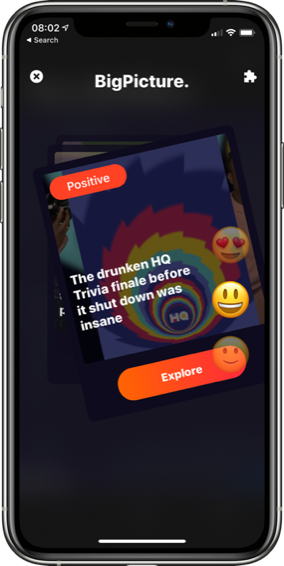 08:02
◀ Search
BigPicture.
Positive
The drunken HQ
Trivia finale before
it shut down was
insane
HQ
Explore